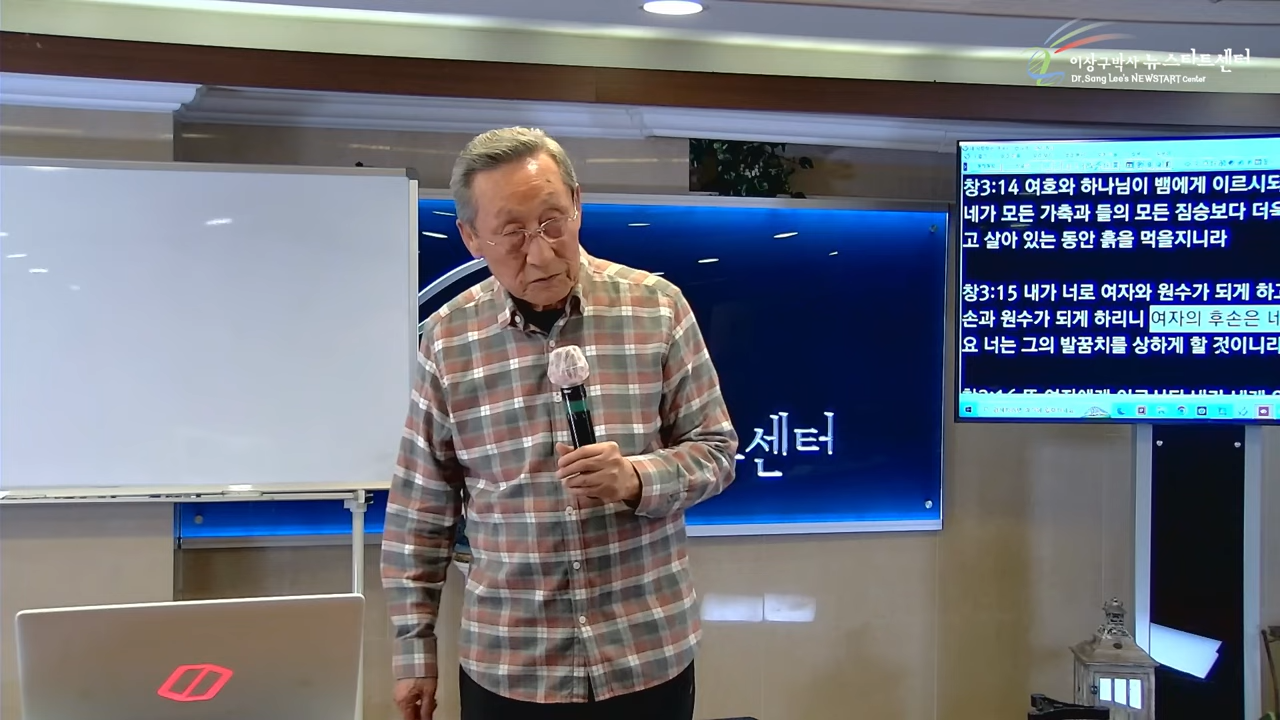 이상구박사 뉴스타트센터
Dr. Sang Lee's NEWSTART Center
창3:14 여호와 하나님이 뱀에게 이르시되
네가 모든 가축과 들의 모든 짐승보다 더욱
고 살아 있는 동안 흙을 먹을지니라
창3:15 내가 너로 여자와 원수가 되게 하고
손과 원수가 되게 하리니 여자의 후손은 네
요 너는 그의 발꿈치를 상하게 할 것이니라
센터